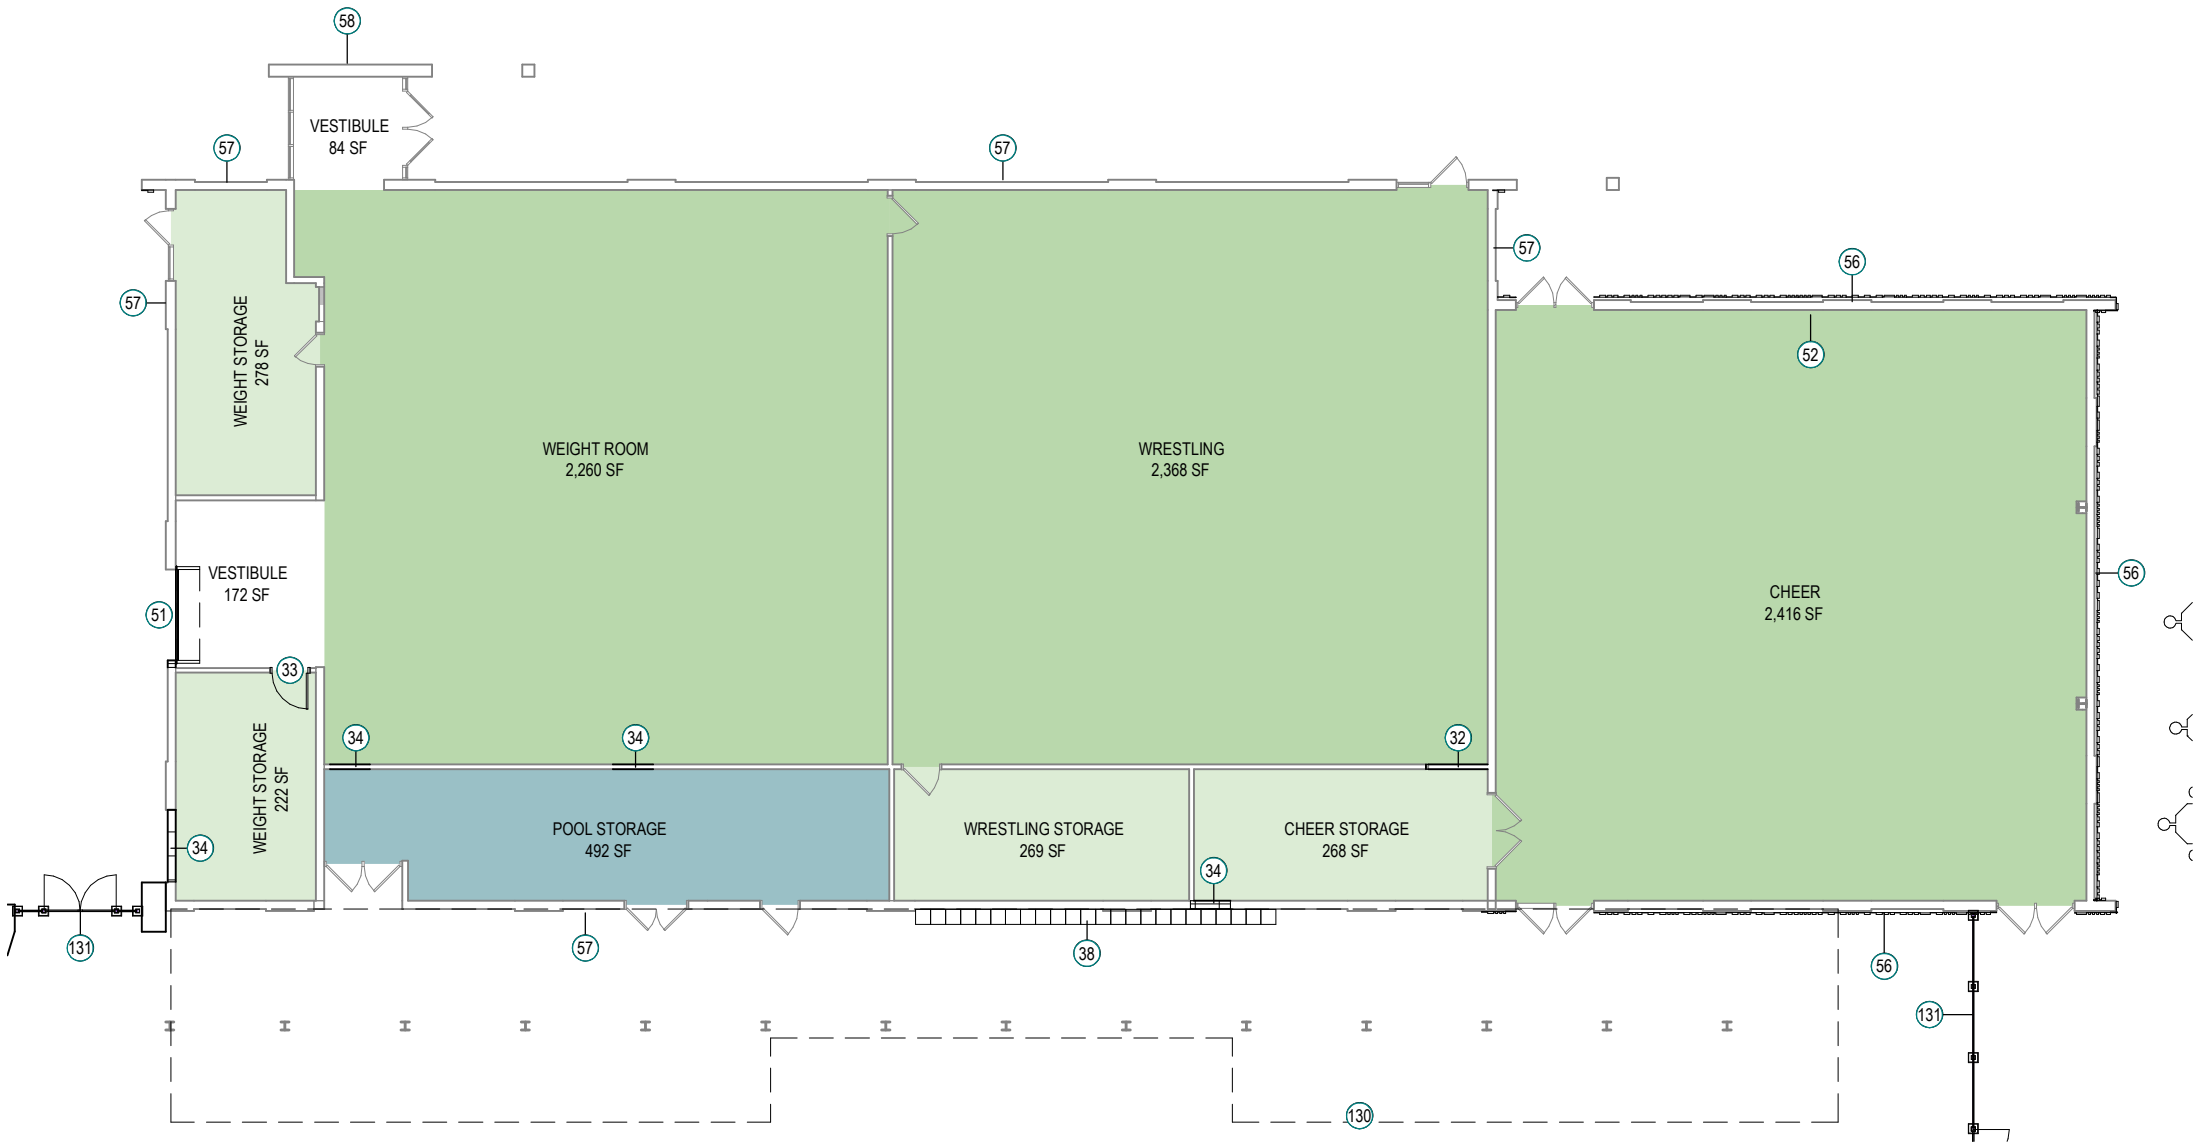 58
VESTIBULE
84 SF
57
57
57
56
57
52
WEIGHT STORAGE
278 SF
WEIGHT ROOM
2,260 SF
WRESTLING
2,368 SF
VESTIBULE
172 SF
51
56
CHEER
2,416 SF
33
34
34
32
WEIGHT STORAGE
222 SF
34
POOL STORAGE
492 SF
WRESTLING STORAGE
269 SF
CHEER STORAGE
268 SF
34
131
57
38
56
131
130